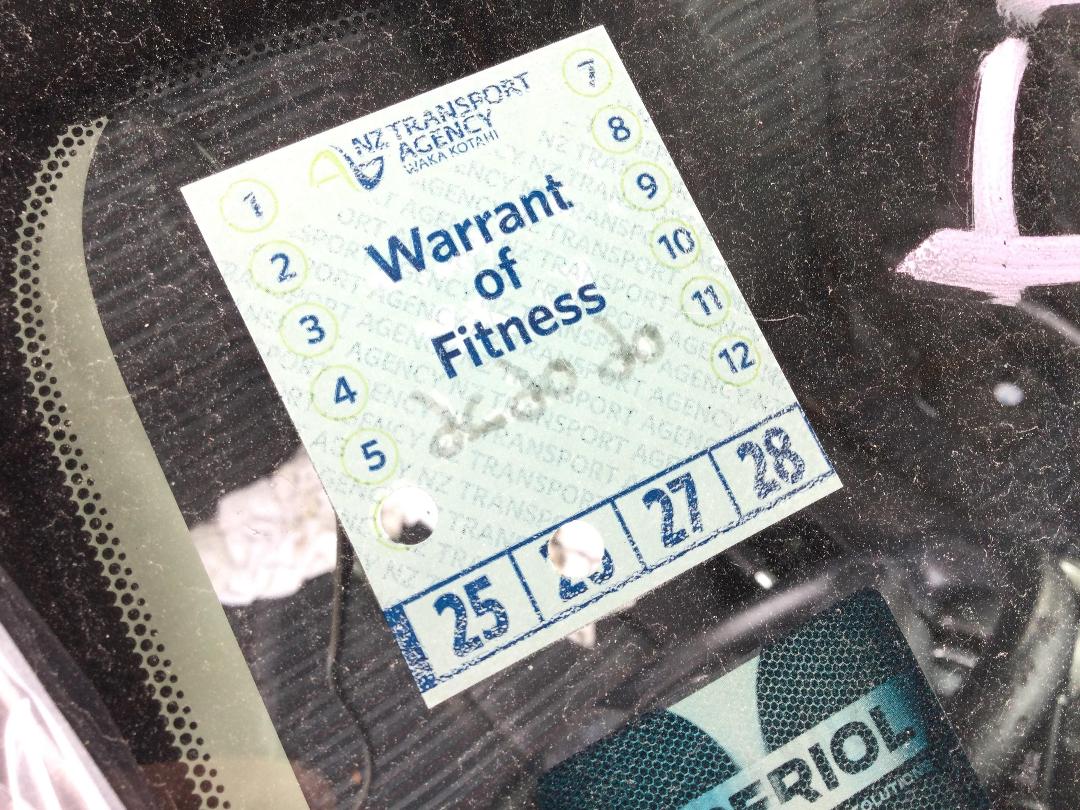 NZ TRANSPORT
AGENCY
WAKA KOTAHI
Warrant
of
Fitness
1
2
3
4
5
7
8
9
10
11
12
25 27 28
ERIOL